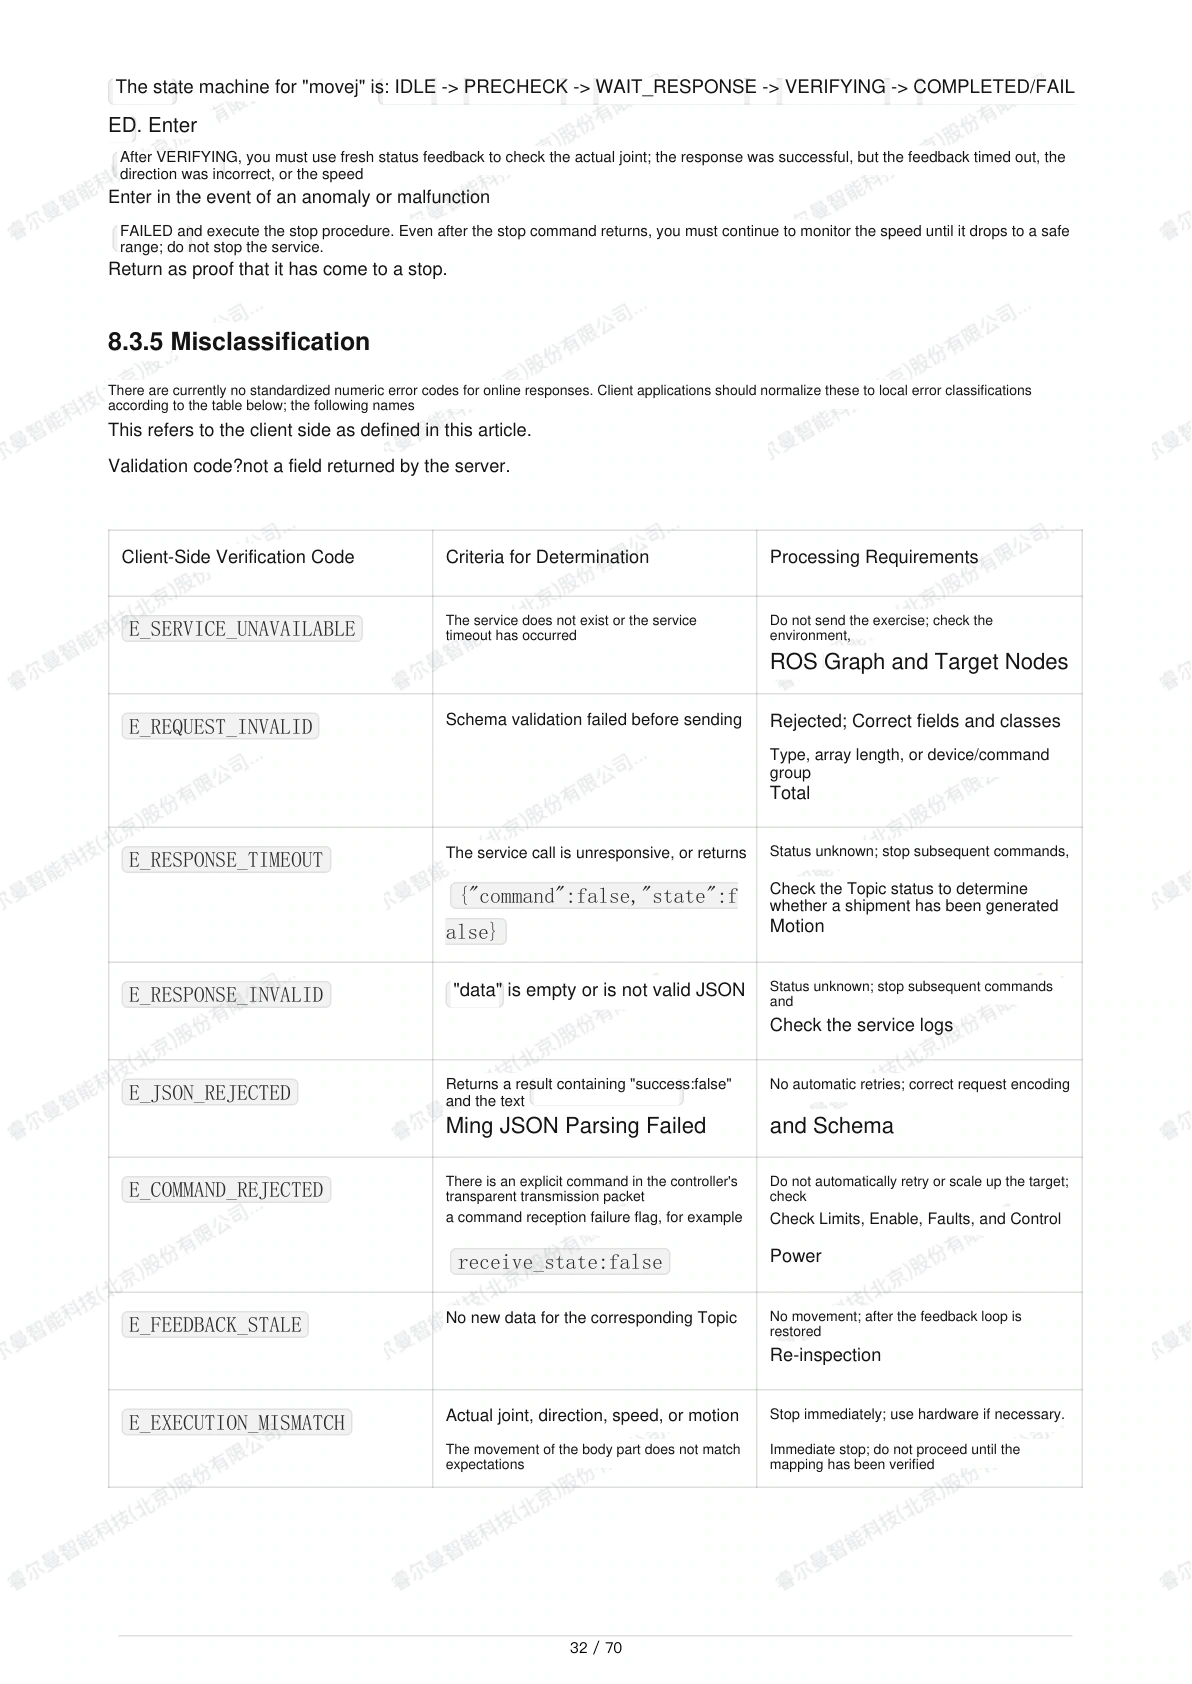 The state machine for "movej" is: IDLE -> PRECHECK -> WAIT_RESPONSE -> VERIFYING -> COMPLETED/FAIL
ED. Enter
After VERIFYING, you must use fresh status feedback to check the actual joint; the response was successful, but the feedback timed out, the
direction was incorrect, or the speed
Enter in the event of an anomaly or malfunction
FAILED and execute the stop procedure. Even after the stop command returns, you must continue to monitor the speed until it drops to a safe
range; do not stop the service.
Return as proof that it has come to a stop.
8.3.5 Misclassification
There are currently no standardized numeric error codes for online responses. Client applications should normalize these to local error classifications
according to the table below; the following names
This refers to the client side as defined in this article.
Validation code?not a field returned by the server.
Client-Side Verification Code
Criteria for Determination
Processing Requirements
E_SERVICE_UNAVAILABLE
The service does not exist or the service
timeout has occurred
Do not send the exercise; check the
environment,
ROS Graph and Target Nodes
E_REQUEST_INVALID
Schema validation failed before sending
Rejected; Correct fields and classes
Type, array length, or device/command
group
Total
E_RESPONSE_TIMEOUT
The service call is unresponsive, or returns
{"command":false,"state":f
alse}
Status unknown; stop subsequent commands,
Check the Topic status to determine
whether a shipment has been generated
Motion
E_RESPONSE_INVALID
"data" is empty or is not valid JSON
Status unknown; stop subsequent commands
and
Check the service logs
E_JSON_REJECTED
Returns a result containing "success:false"
and the text
Ming JSON Parsing Failed
No automatic retries; correct request encoding
and Schema
E_COMMAND_REJECTED
There is an explicit command in the controller's
transparent transmission packet
a command reception failure flag, for example
receive_state:false
Do not automatically retry or scale up the target;
check
Check Limits, Enable, Faults, and Control
Power
E_FEEDBACK_STALE
No new data for the corresponding Topic
No movement; after the feedback loop is
restored
Re-inspection
E_EXECUTION_MISMATCH
Actual joint, direction, speed, or motion
The movement of the body part does not match
expectations
Stop immediately; use hardware if necessary.
Immediate stop; do not proceed until the
mapping has been verified
睿尔曼智能科技(北京)股份有限公司...
32 / 70